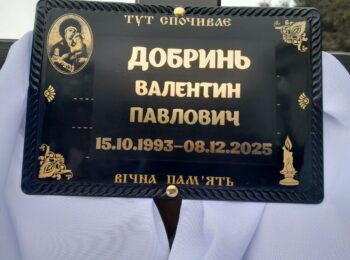 ТУТ СПОЧИВАЄ
ДОБРИНЬ
ВАЛЕНТИН
ПАВЛОВИЧ
15.10.1993–08.12.2025
ВІЧНА ПАМ'ЯТЬ